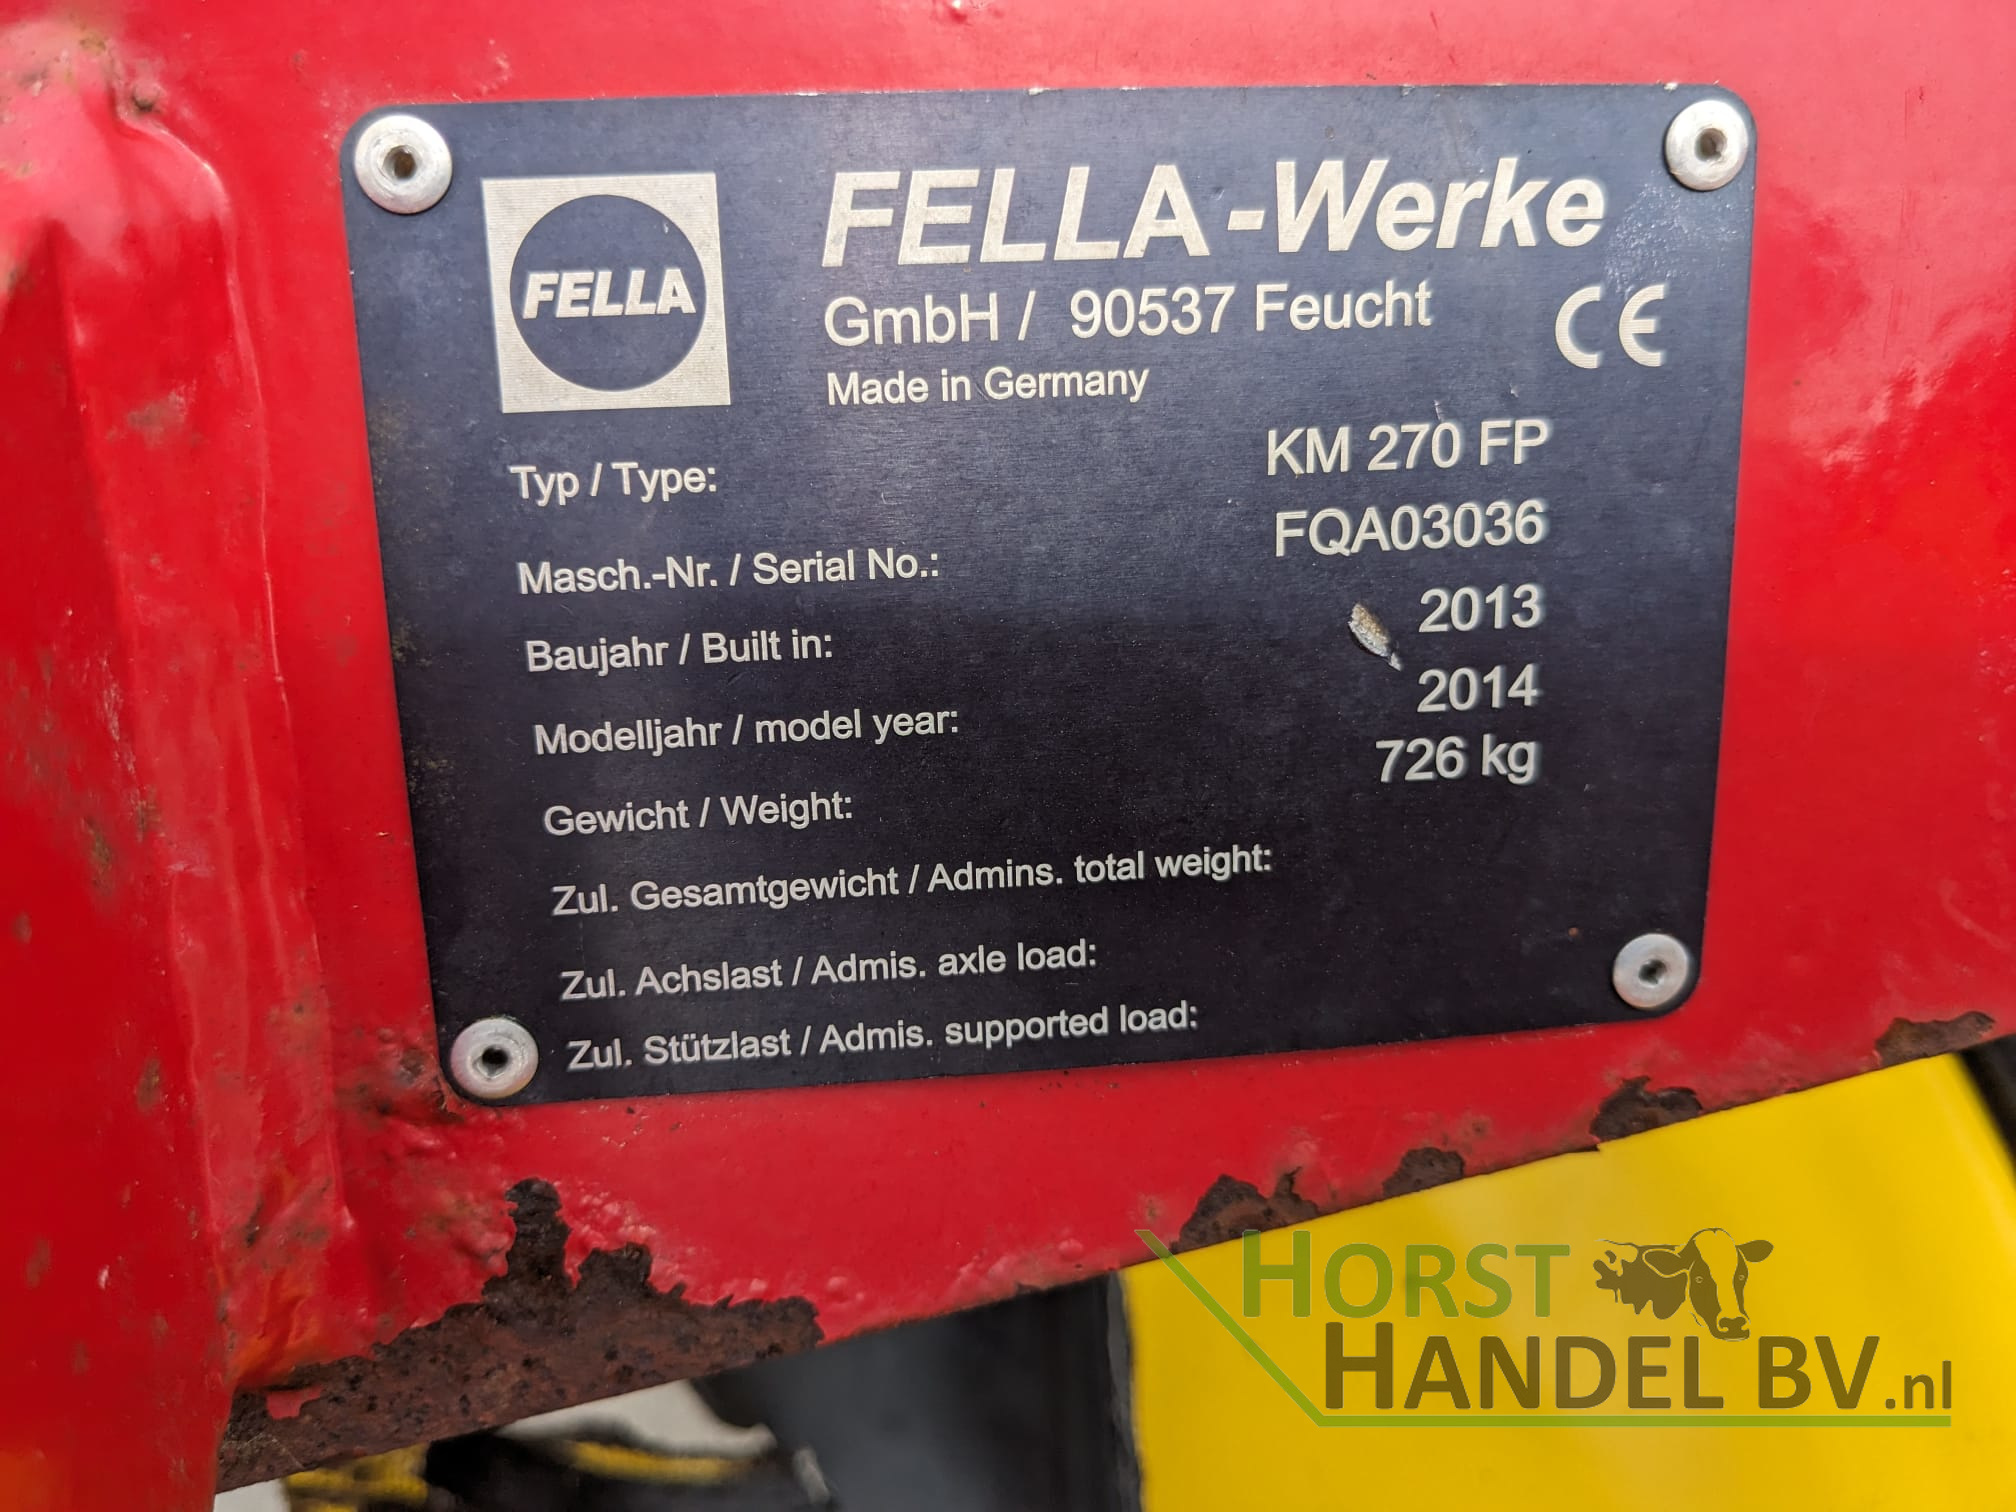 FELLA
FELLA-Werke
GmbH / 90537 Feucht
Made in Germany
CE
Typ / Type: KM 270 FP
Masch.-Nr. / Serial No.: FQA03036
Baujahr / Built in: 2013
Modelljahr / model year: 2014
Gewicht / Weight: 726 kg
Zul. Gesamtgewicht / Admins. total weight:
Zul. Achslast / Admis. axle load:
Zul. Stützlast / Admis. supported load:
HORST
HANDEL BV.nl